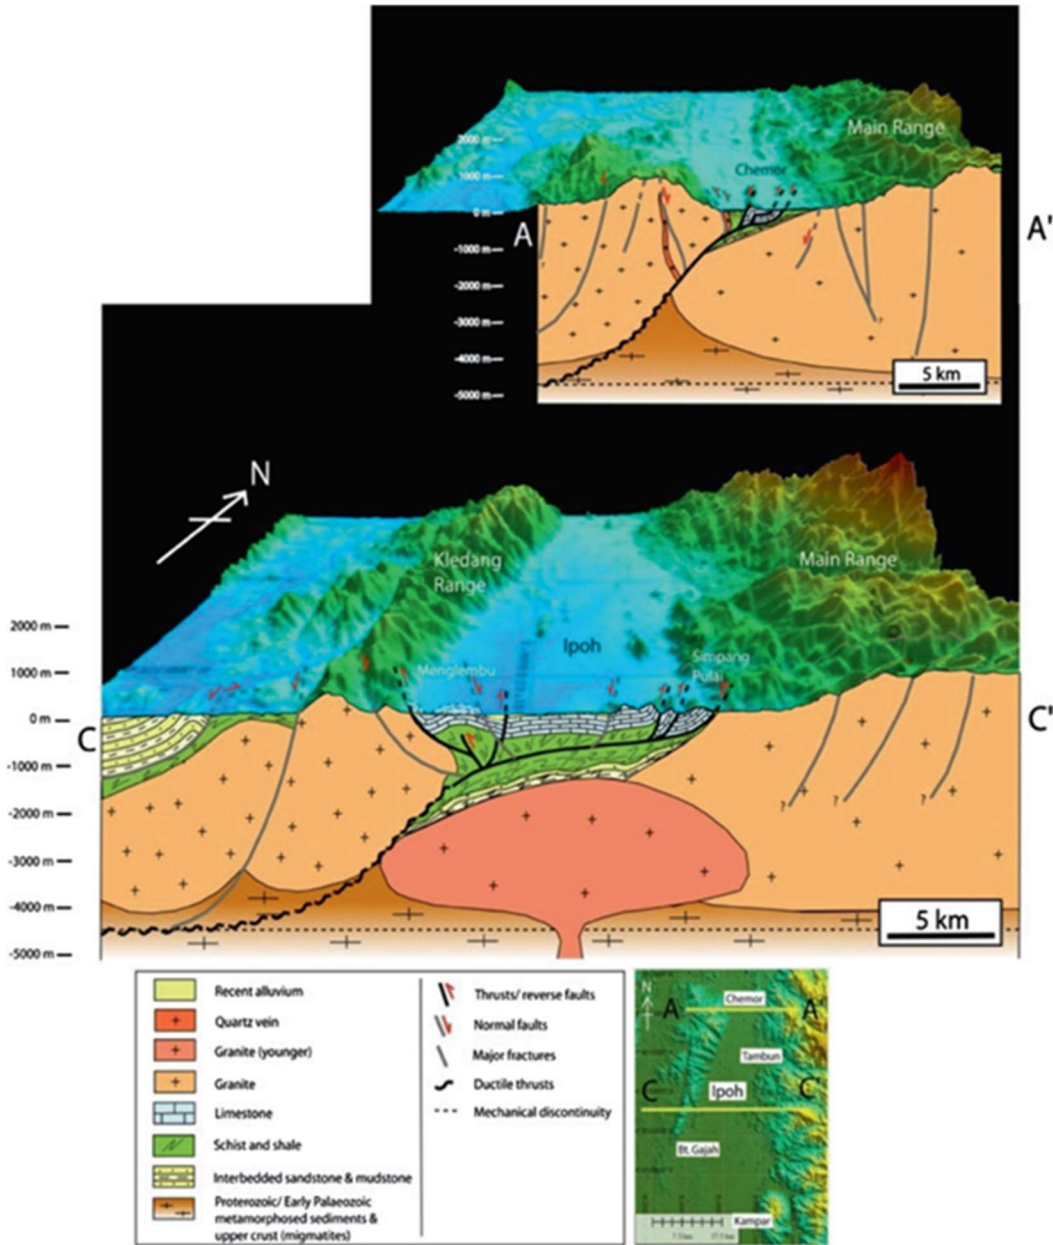 Main Range
2000 m
1000 m
Chemor
0 m
A
A'
-1000 m
-2000 m
-3000 m
-4000 m
-5000 m
?
5 km
N
Kledang
Range
Main Range
2000 m
Ipoh
1000 m
Menglembu
Simpang
Pulai
0 m
C
C'
-1000 m
-2000 m
? ? ?
-3000 m
-4000 m
5 km
-5000 m
Recent alluvium
Quartz vein
Granite (younger)
Granite
Limestone
Schist and shale
Interbedded sandstone & mudstone
Proterozoic/ Early Palaeozoic
metamorphosed sediments &
upper crust (migmatites)
Thrusts/ reverse faults
Normal faults
Major fractures
Ductile thrusts
Mechanical discontinuity
N
A Chemor A'
Tambun
C Ipoh C'
Bt. Gajah
Kampar